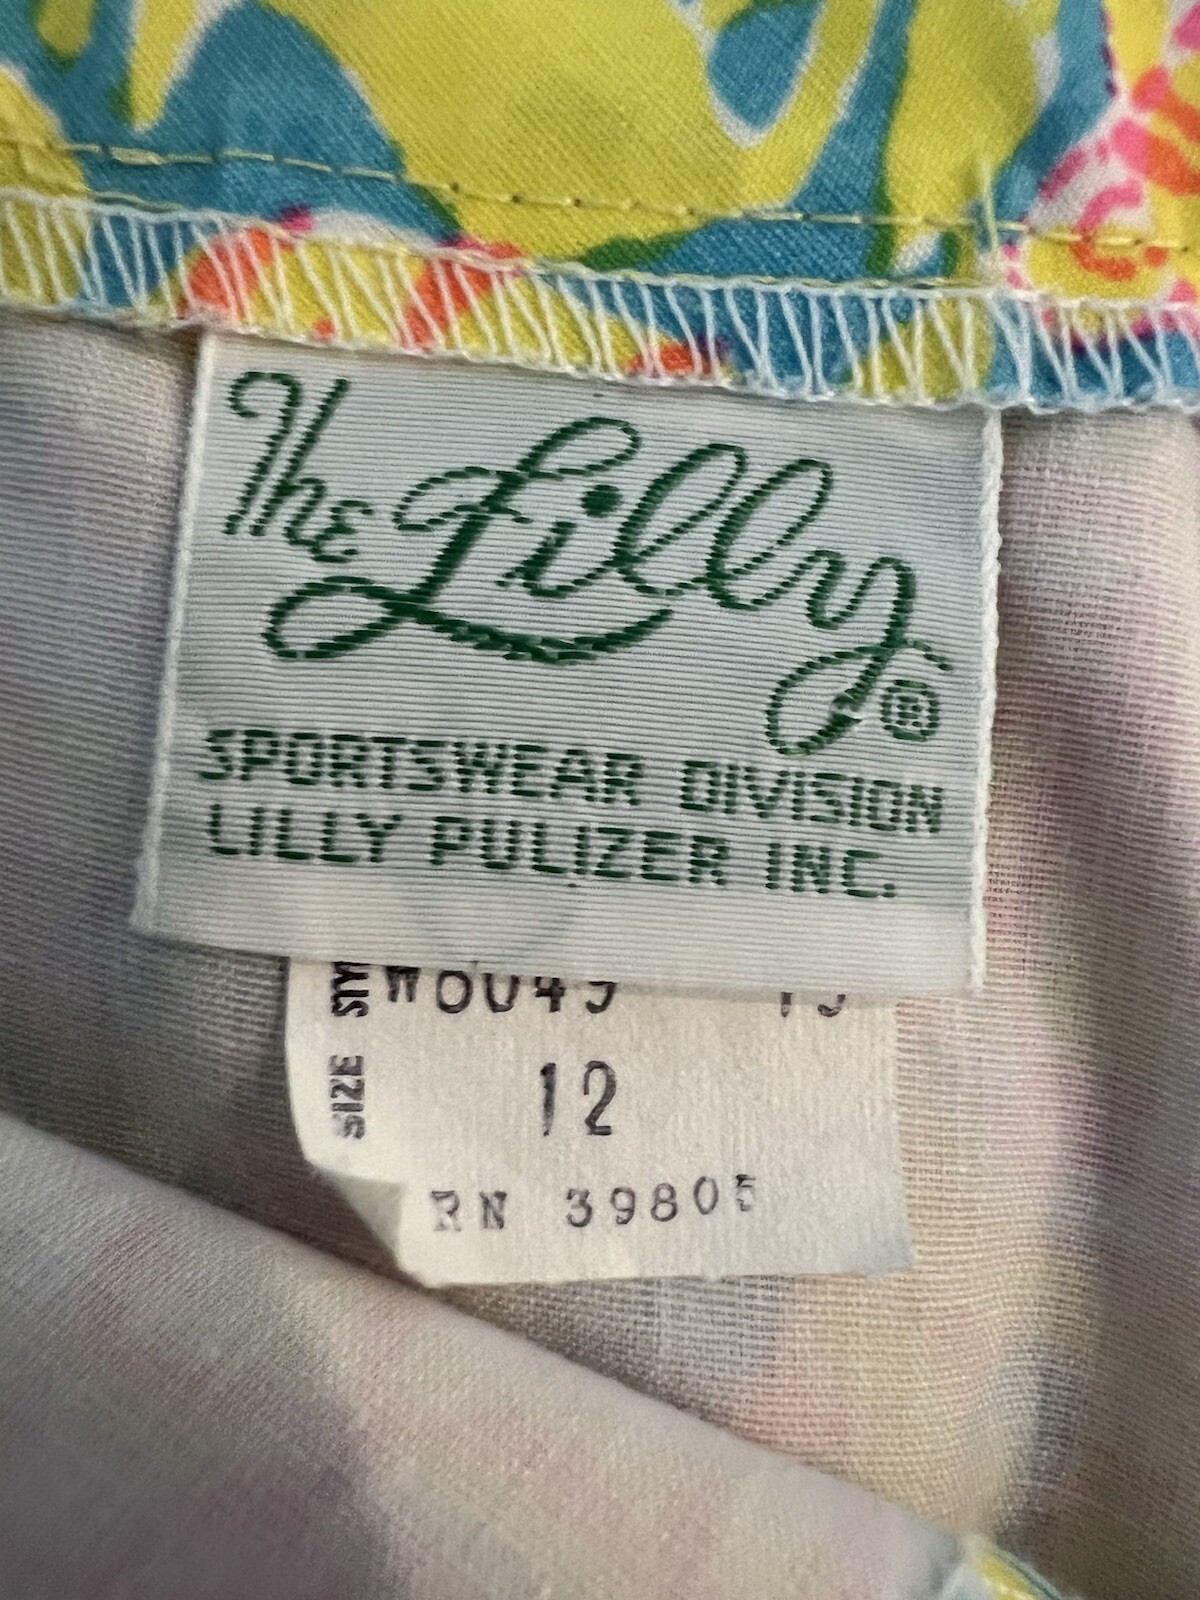 The Lilly®
SPORTSWEAR DIVISION
LILLY PULIZER INC.
SIZE 12
RN 39805